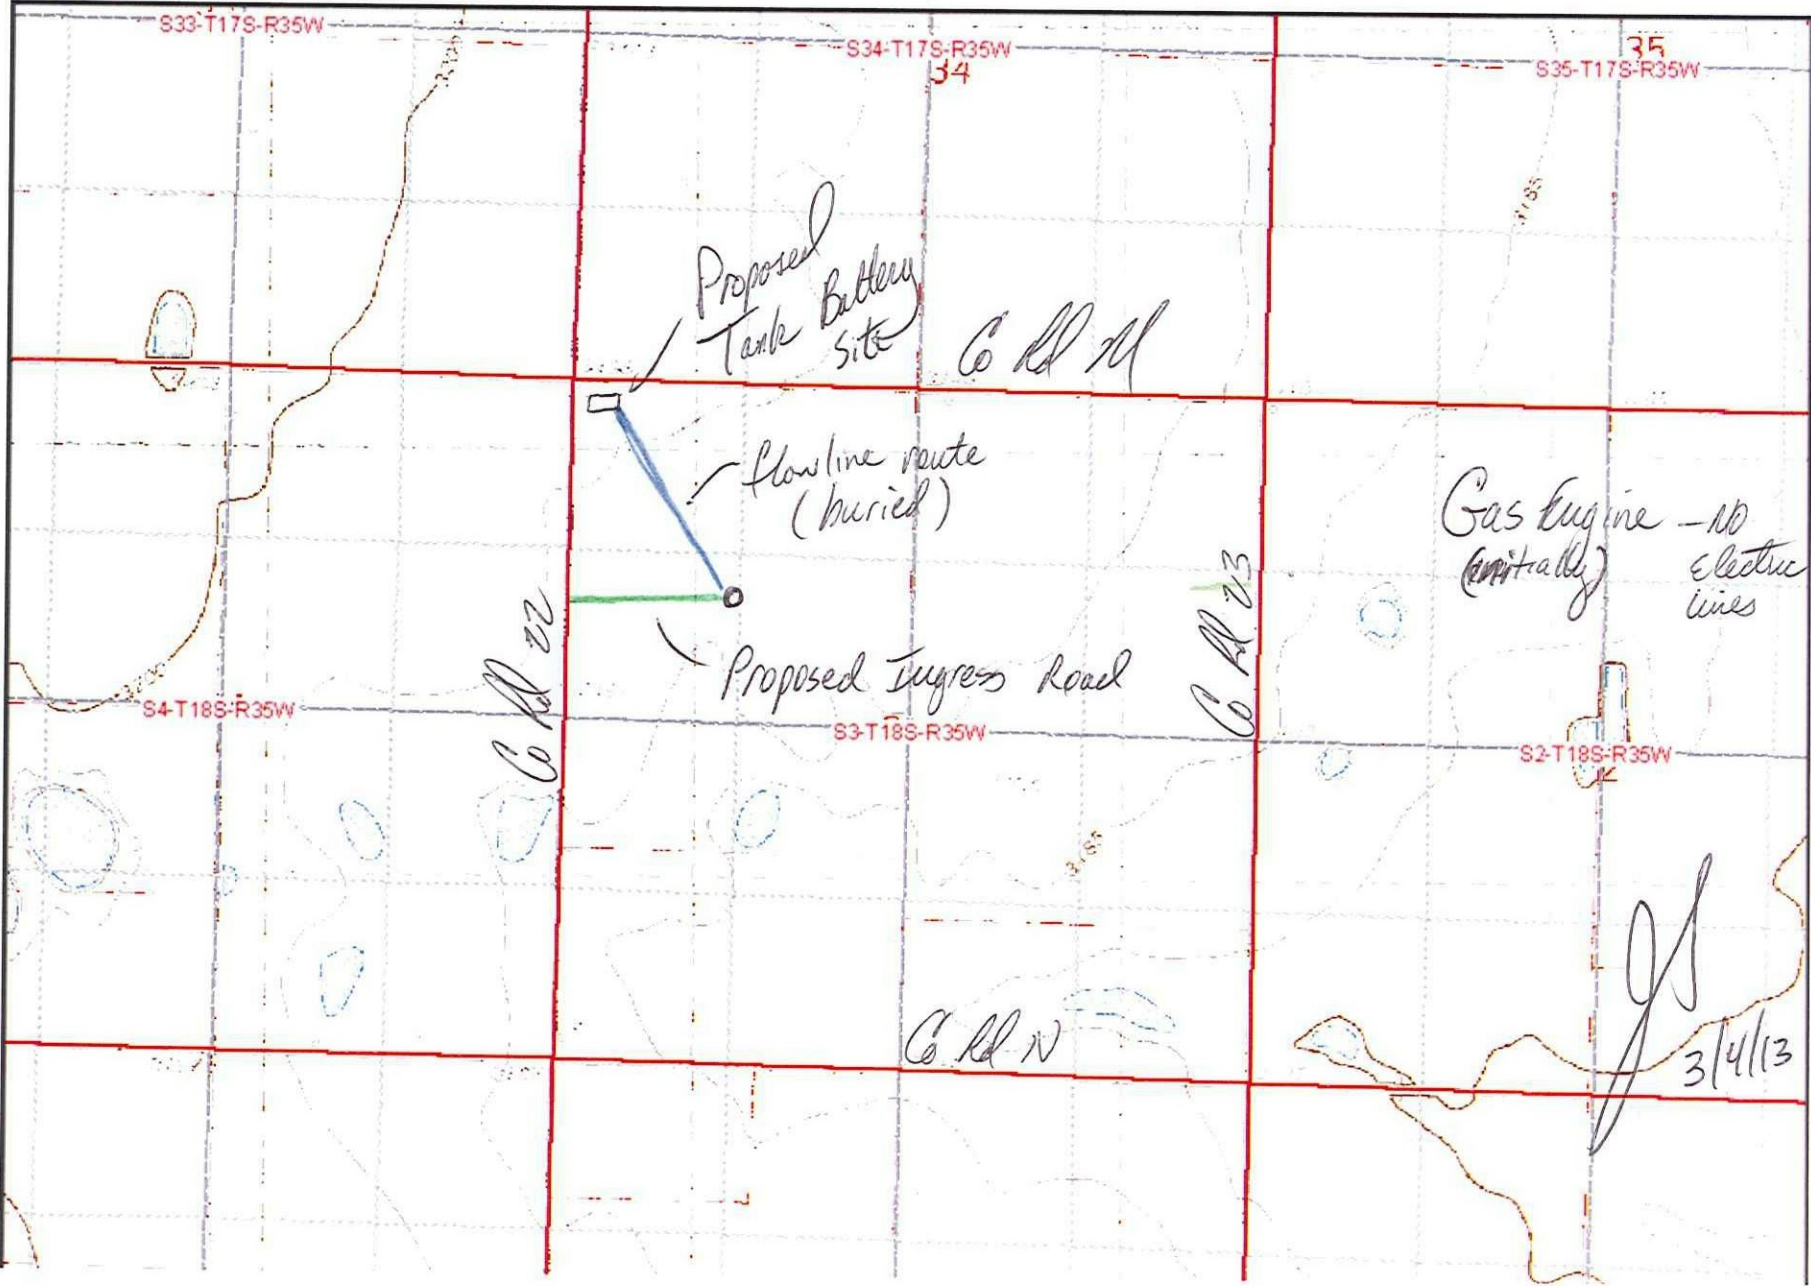 S33-T17S-R35W
S34-T17S-R35W
34
35
S35-T17S-R35W
3185
Proposed
Tank Battery
Site
Co Rd M
flowline route
(buried)
Gas Engine - NO
(initially) Electric
lines
Co Rd 22
Co Rd 23
Proposed Ingress Road
S4-T18S-R35W
S3-T18S-R35W
S2-T18S-R35W
3185
Co Rd N
3/4/13